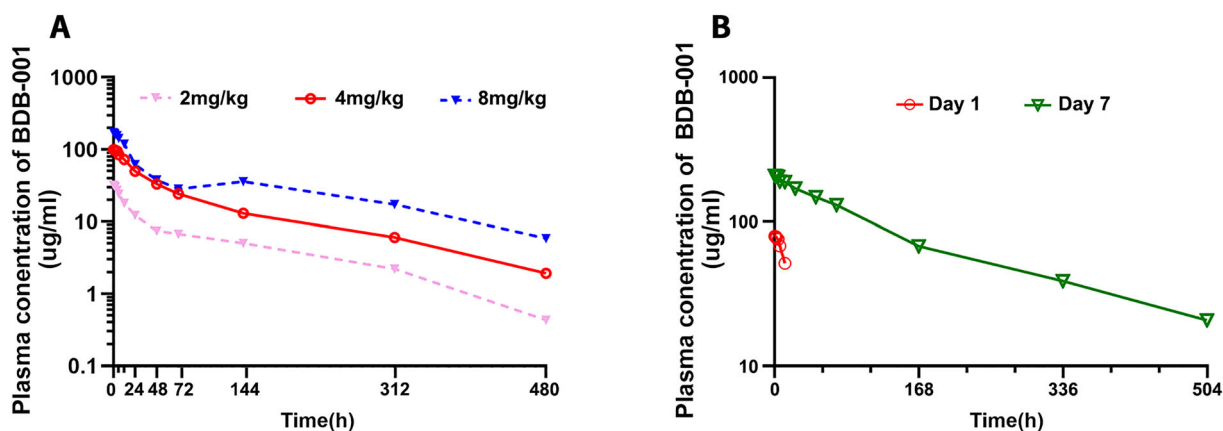 A
Plasma concentration of BDB-001
(ug/ml)
1000
100
10
1
0.1
2mg/kg
4mg/kg
8mg/kg
0 24 48 72 144 312 480
Time(h)
B
Plasma conentration of BDB-001
(ug/ml)
1000
100
10
Day 1
Day 7
0 168 336 504
Time(h)